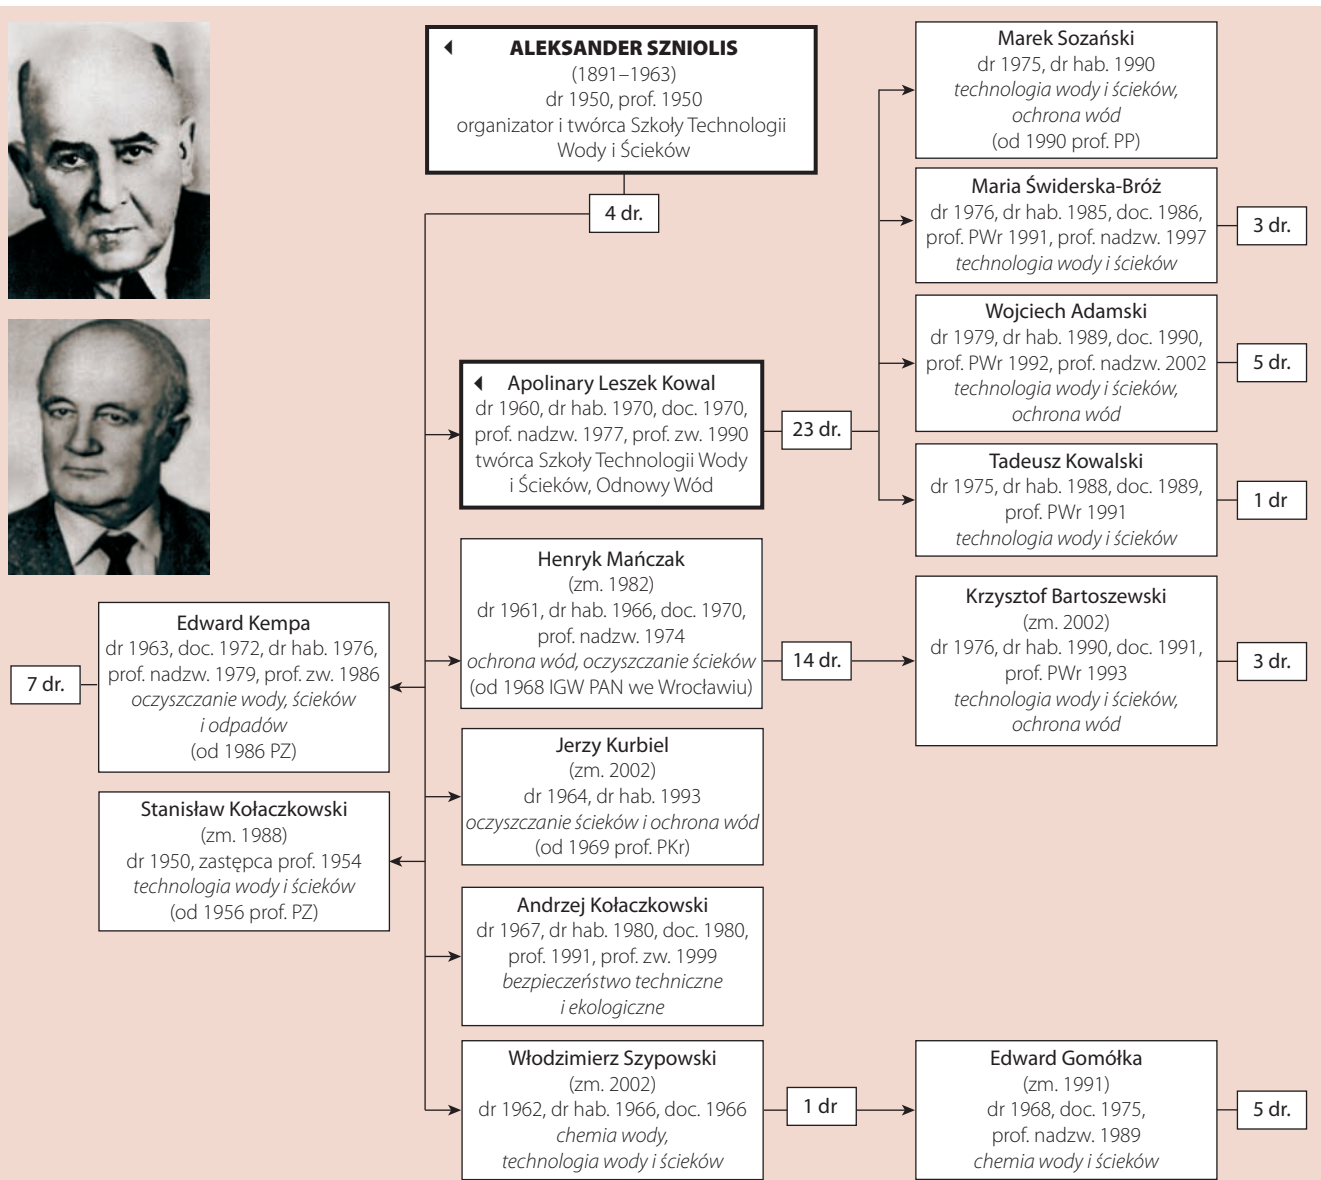 ALEKSANDER SZNIOLIS
(1891–1963)
dr 1950, prof. 1950
organizator i twórca Szkoły Technologii
Wody i Ścieków
4 dr.
Apolinary Leszek Kowal
dr 1960, dr hab. 1970, doc. 1970,
prof. nadzw. 1977, prof. zw. 1990
twórca Szkoły Technologii Wody
i Ścieków, Odnowy Wód
23 dr.
Marek Sozański
dr 1975, dr hab. 1990
technologia wody i ścieków,
ochrona wód
(od 1990 prof. PP)
Maria Świderska-Bróż
dr 1976, dr hab. 1985, doc. 1986,
prof. PWr 1991, prof. nadzw. 1997
technologia wody i ścieków
3 dr.
Wojciech Adamski
dr 1979, dr hab. 1989, doc. 1990,
prof. PWr 1992, prof. nadzw. 2002
technologia wody i ścieków,
ochrona wód
5 dr.
Tadeusz Kowalski
dr 1975, dr hab. 1988, doc. 1989,
prof. PWr 1991
technologia wody i ścieków
1 dr
Henryk Mańczak
(zm. 1982)
dr 1961, dr hab. 1966, doc. 1970,
prof. nadzw. 1974
ochrona wód, oczyszczanie ścieków
(od 1968 IGW PAN we Wrocławiu)
14 dr.
Krzysztof Bartoszewski
(zm. 2002)
dr 1976, dr hab. 1990, doc. 1991,
prof. PWr 1993
technologia wody i ścieków,
ochrona wód
3 dr.
Edward Kempa
dr 1963, doc. 1972, dr hab. 1976,
prof. nadzw. 1979, prof. zw. 1986
oczyszczanie wody, ścieków
i odpadów
(od 1986 PZ)
7 dr.
Jerzy Kurbiel
(zm. 2002)
dr 1964, dr hab. 1993
oczyszczanie ścieków i ochrona wód
(od 1969 prof. PKr)
Stanisław Kołaczkowski
(zm. 1988)
dr 1950, zastępca prof. 1954
technologia wody i ścieków
(od 1956 prof. PZ)
Andrzej Kołaczkowski
dr 1967, dr hab. 1980, doc. 1980,
prof. 1991, prof. zw. 1999
bezpieczeństwo techniczne
i ekologiczne
Włodzimierz Szypowski
(zm. 2002)
dr 1962, dr hab. 1966, doc. 1966
chemia wody,
technologia wody i ścieków
1 dr
Edward Gomółka
(zm. 1991)
dr 1968, doc. 1975,
prof. nadzw. 1989
chemia wody i ścieków
5 dr.